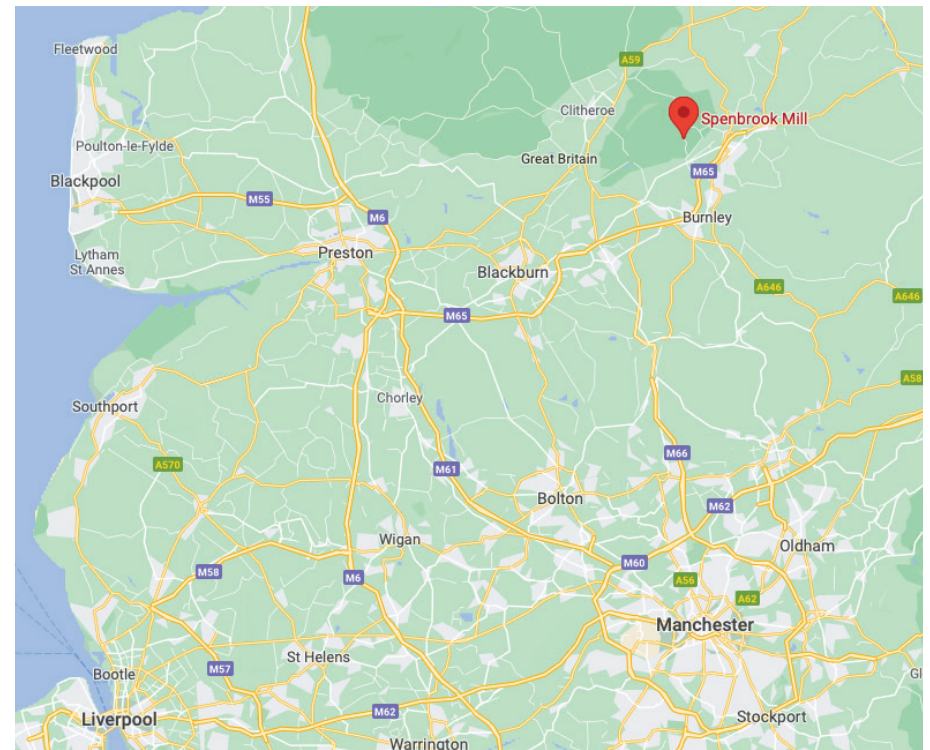 Fleetwood
A59
Clitheroe
Spenbrook Mill
Poulton-le-Fylde
Great Britain
Blackpool
M65
M55
M6
Burnley
Preston
Lytham
St Annes
Blackburn
A646
A646
M65
Chorley
A58
Southport
M66
A570
M61
Bolton
M62
Wigan
Oldham
M58
M6
M60
A56
A62
Manchester
St Helens
M57
Bootle
Gl
M62
Liverpool
Stockport
Warrington